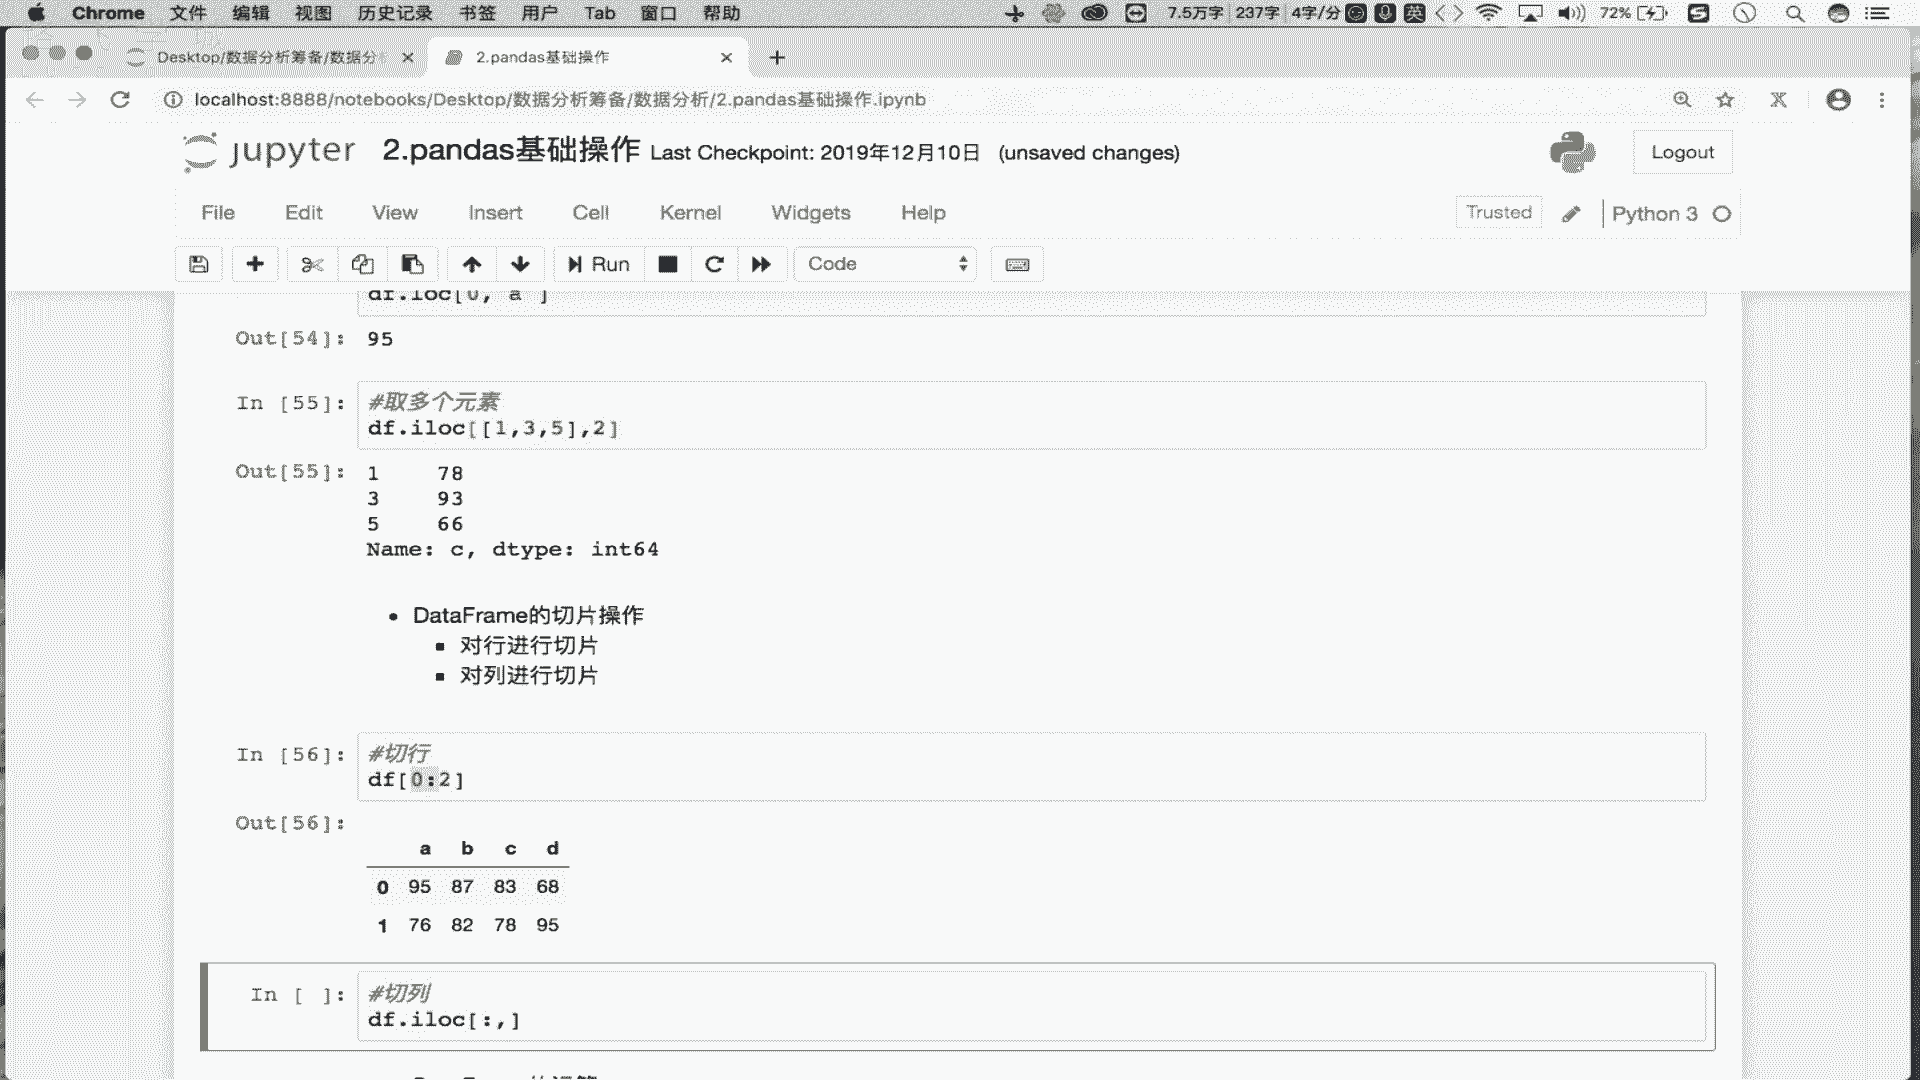 Chrome 文件 编辑 视图 历史记录 书签 用户 Tab 窗口 帮助 7.5万字 237字 4字/分 英 72%
Desktop/数据分析筹备/数据分 2.pandas基础操作
localhost:8888/notebooks/Desktop/数据分析筹备/数据分析/2.pandas基础操作.ipynb
jupyter 2.pandas基础操作 Last Checkpoint: 2019年12月10日 (unsaved changes) Logout
File Edit View Insert Cell Kernel Widgets Help Trusted Python 3
Run Code
df.loc[0,'a']
Out[54]: 95
In [55]: #取多个元素
df.iloc[[1,3,5],2]
Out[55]: 1 78
3 93
5 66
Name: c, dtype: int64
DataFrame的切片操作
对行进行切片
对列进行切片
In [56]: #切行
df[0:2]
Out[56]:
a b c d
0 95 87 83 68
1 76 82 78 95
In [ ]: #切列
df.iloc[:,]